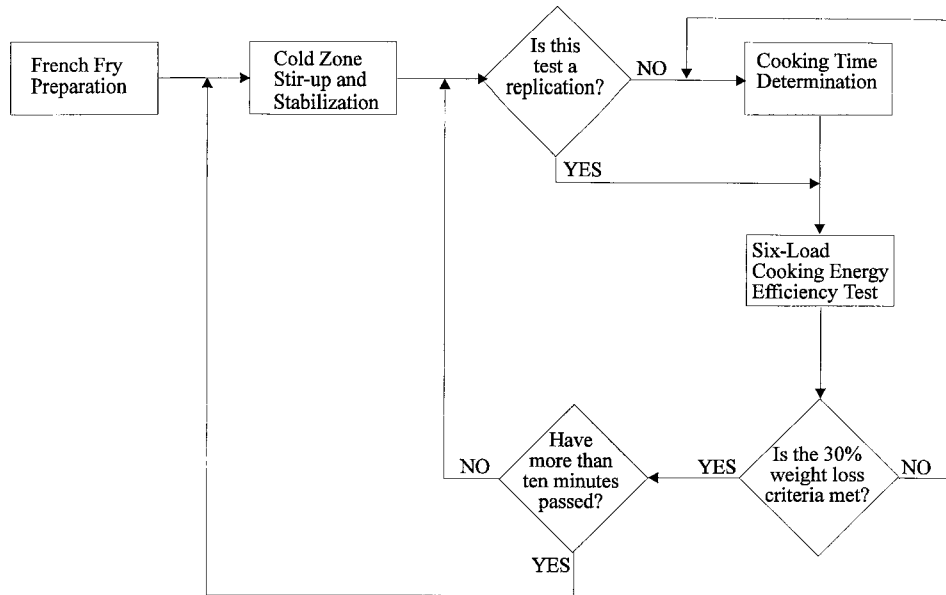 French Fry
Preparation
Cold Zone
Stir-up and
Stabilization
Is this
test a
replication?
NO
YES
Cooking Time
Determination
Six-Load
Cooking Energy
Efficiency Test
Is the 30%
weight loss
criteria met?
NO
YES
Have
more than
ten minutes
passed?
NO
YES